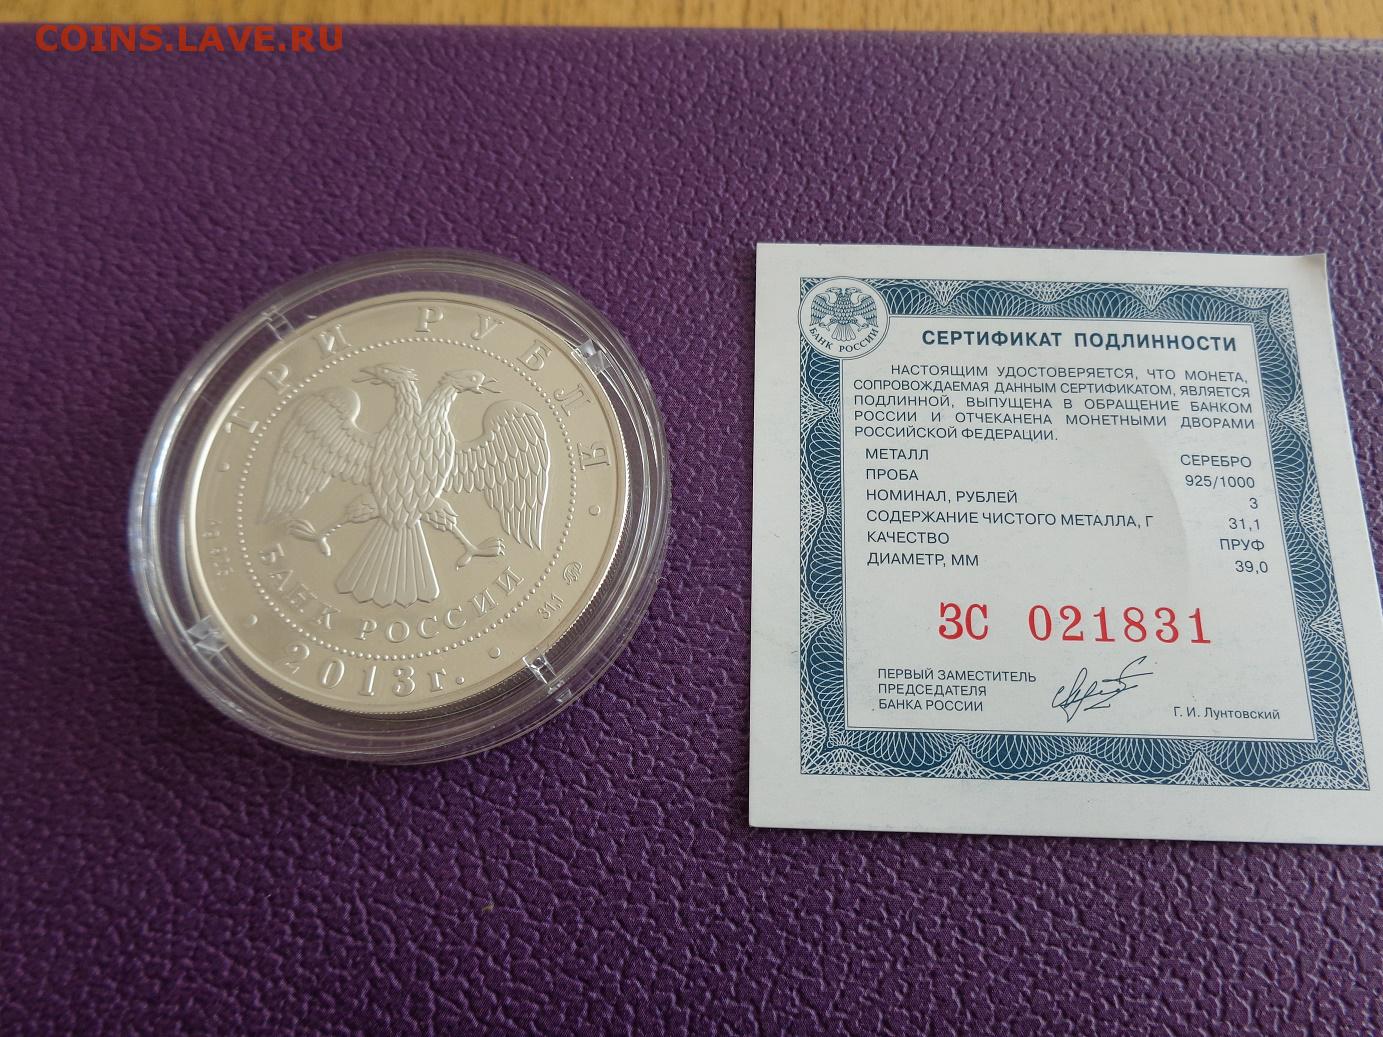 COINS.LAVE.RU
ТРИ РУБЛЯ
БАНК РОССИИ
31,1
2013г.
БАНК РОССИИ
СЕРТИФИКАТ ПОДЛИННОСТИ
НАСТОЯЩИМ УДОСТОВЕРЯЕТСЯ, ЧТО МОНЕТА,
СОПРОВОЖДАЕМАЯ ДАННЫМ СЕРТИФИКАТОМ, ЯВЛЯЕТСЯ
ПОДЛИННОЙ, ВЫПУЩЕНА В ОБРАЩЕНИЕ БАНКОМ
РОССИИ И ОТЧЕКАНЕНА МОНЕТНЫМИ ДВОРАМИ
РОССИЙСКОЙ ФЕДЕРАЦИИ.
МЕТАЛЛ СЕРЕБРО
ПРОБА 925/1000
НОМИНАЛ, РУБЛЕЙ 3
СОДЕРЖАНИЕ ЧИСТОГО МЕТАЛЛА, Г 31,1
КАЧЕСТВО ПРУФ
ДИАМЕТР, ММ 39,0
ЗС 021831
ПЕРВЫЙ ЗАМЕСТИТЕЛЬ
ПРЕДСЕДАТЕЛЯ
БАНКА РОССИИ
Г. И. Лунтовский